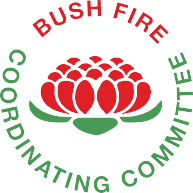 BUSH FIRE
COORDINATING COMMITTEE